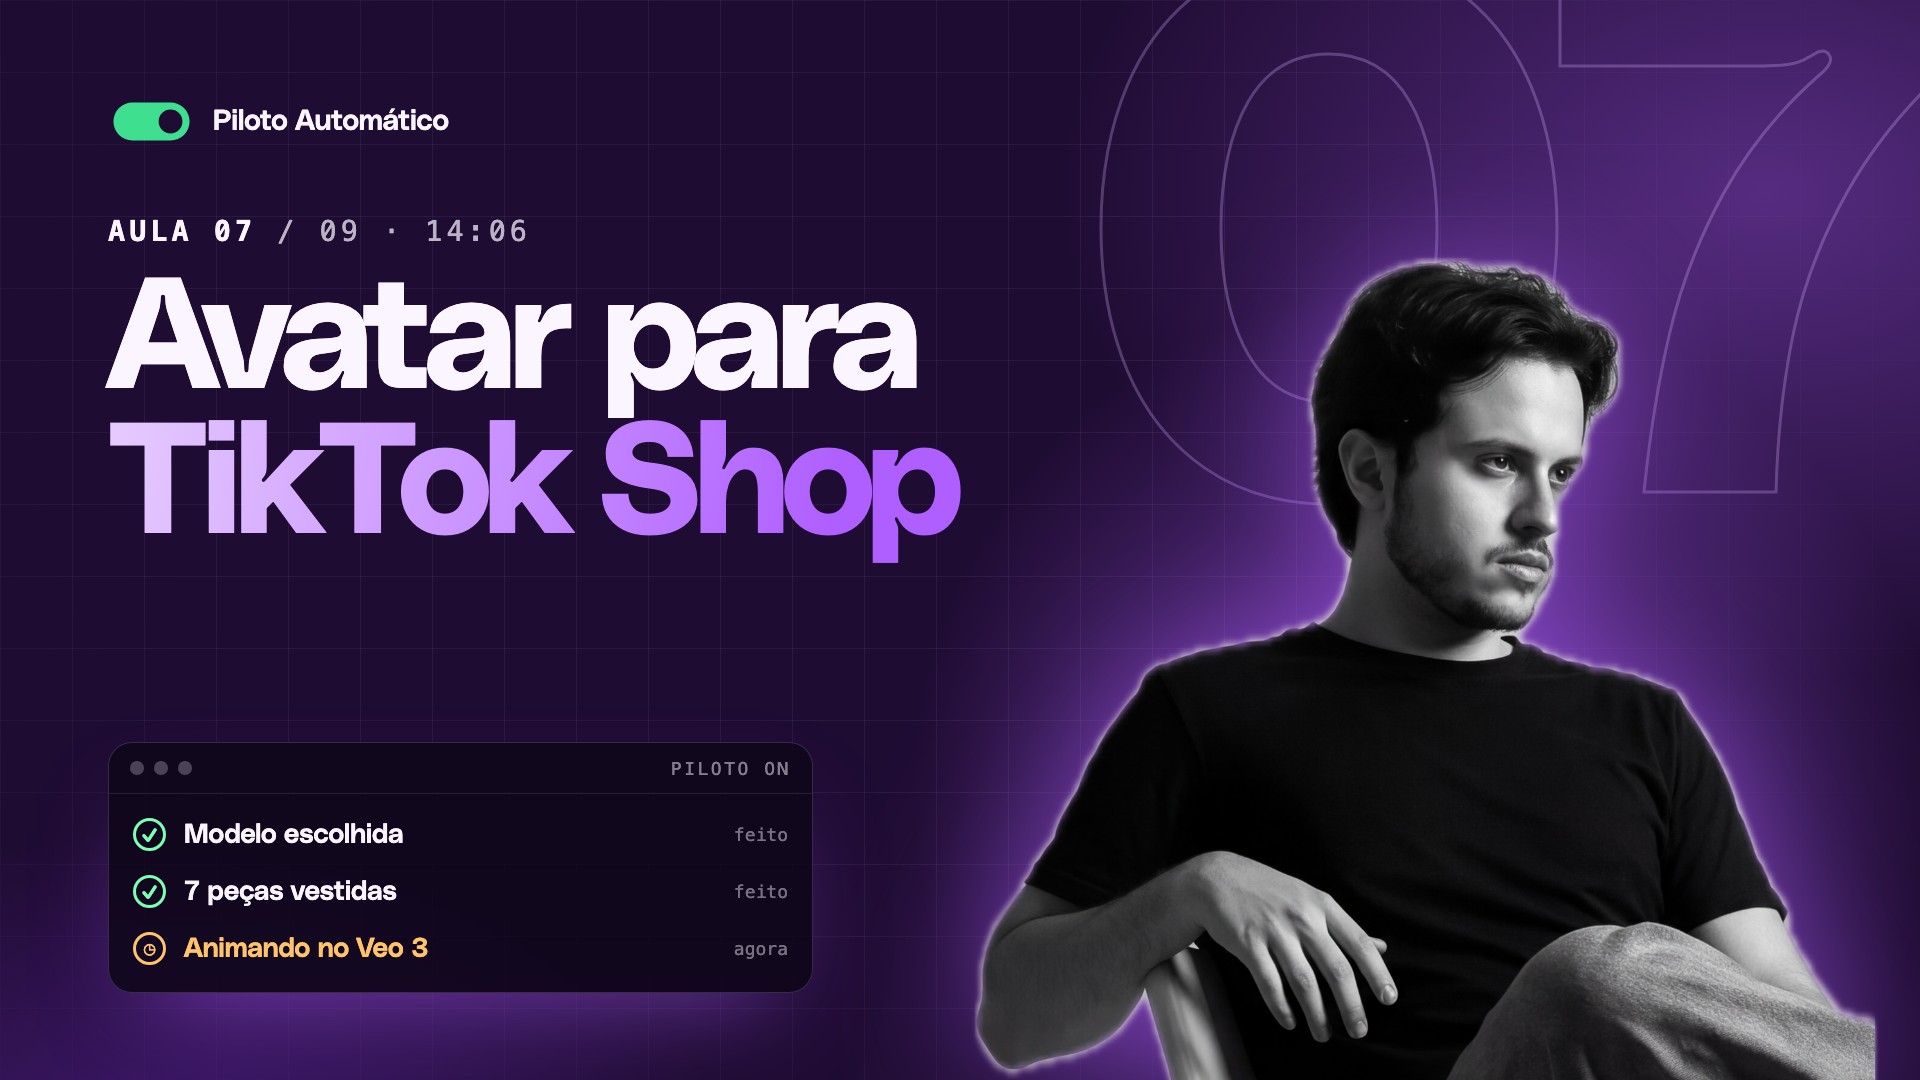 Piloto Automático
AULA 07 / 09 · 14:06
07
Avatar para
TikTok Shop
PILOTO ON
Modelo escolhida feito
7 peças vestidas feito
Animando no Veo 3 agora